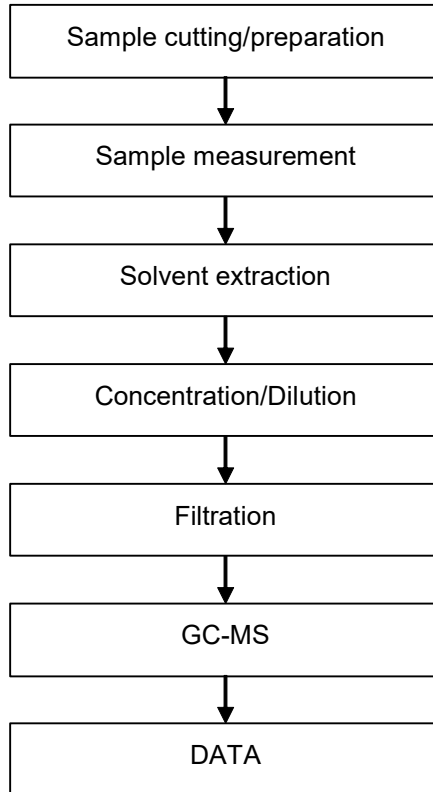 Sample cutting/preparation
Sample measurement
Solvent extraction
Concentration/Dilution
Filtration
GC-MS
DATA